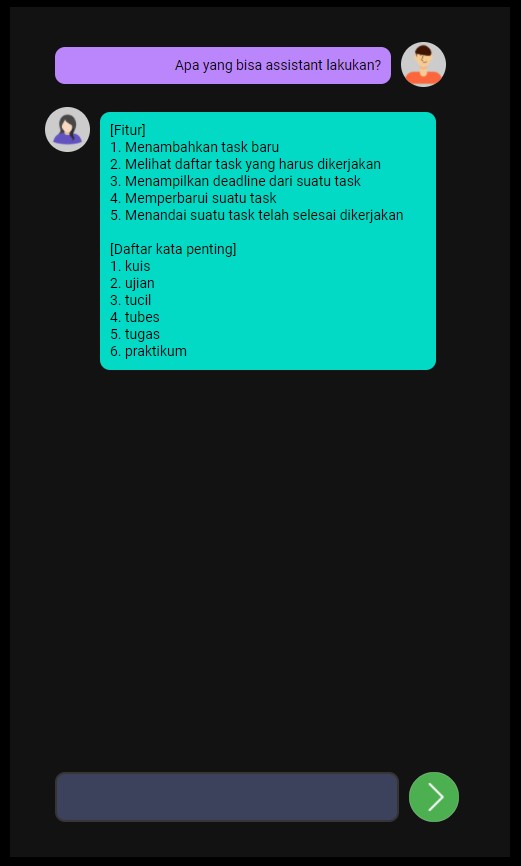 Apa yang bisa assistant lakukan?
[Fitur]
1. Menambahkan task baru
2. Melihat daftar task yang harus dikerjakan
3. Menampilkan deadline dari suatu task
4. Memperbarui suatu task
5. Menandai suatu task telah selesai dikerjakan
[Daftar kata penting]
1. kuis
2. ujian
3. tucil
4. tubes
5. tugas
6. praktikum